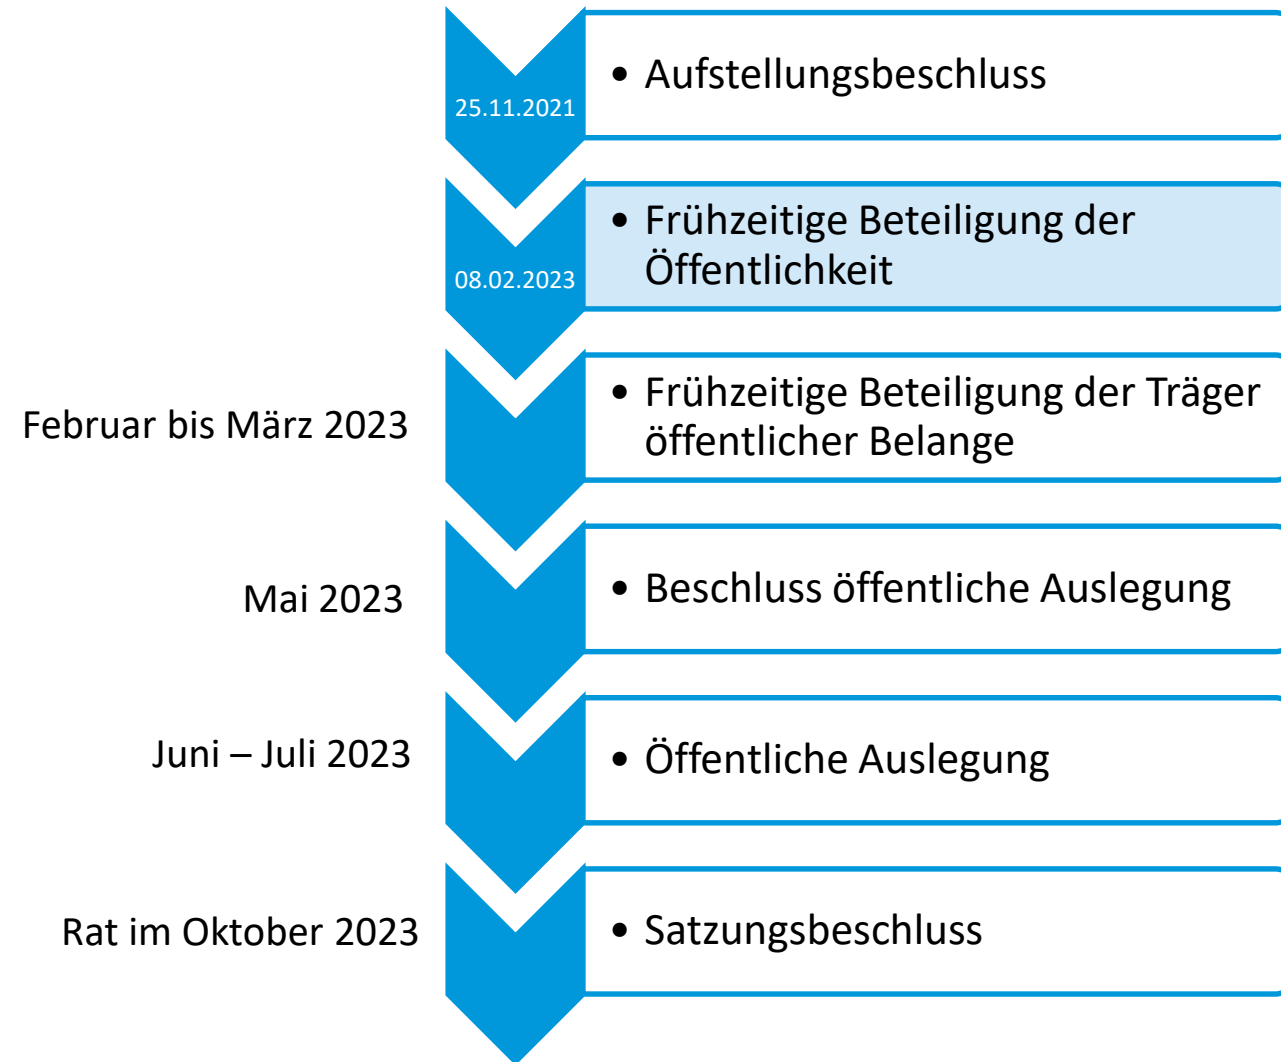 25.11.2021
• Aufstellungsbeschluss
08.02.2023
• Frühzeitige Beteiligung der
Öffentlichkeit
Februar bis März 2023
• Frühzeitige Beteiligung der Träger
öffentlicher Belange
Mai 2023
• Beschluss öffentliche Auslegung
Juni – Juli 2023
• Öffentliche Auslegung
Rat im Oktober 2023
• Satzungsbeschluss